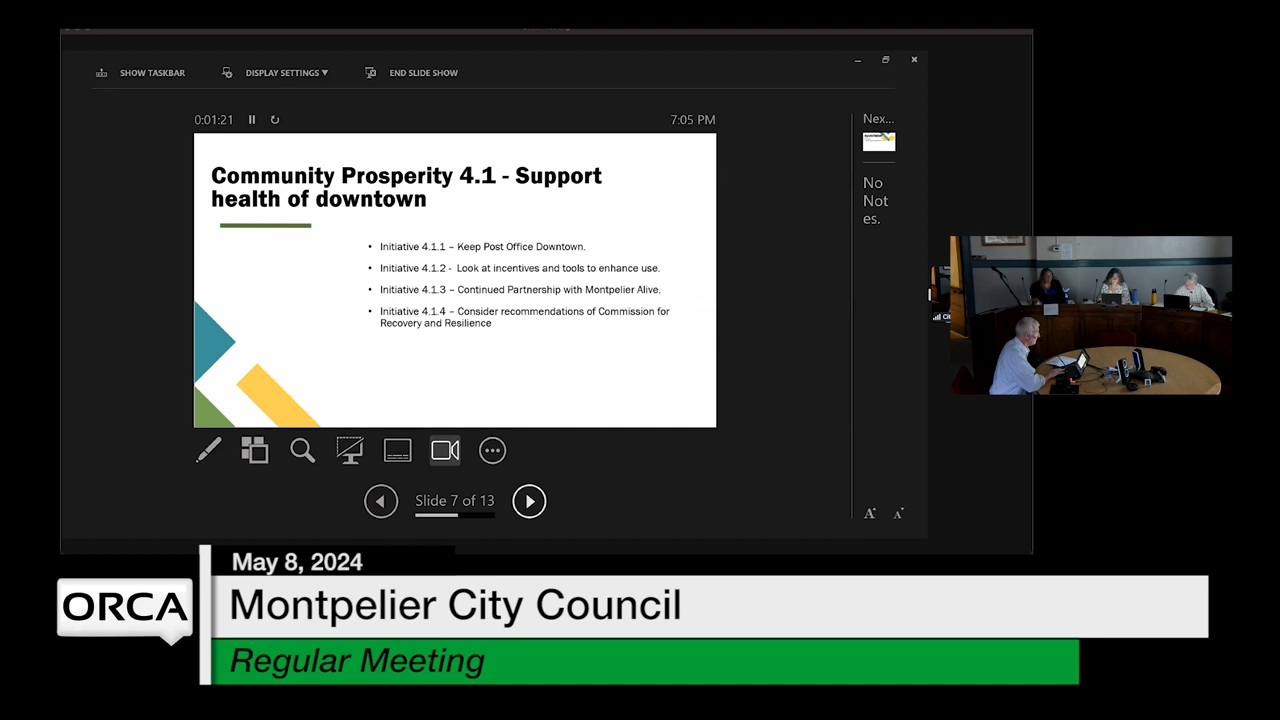 SHOW TASKBAR
DISPLAY SETTINGS ▼
END SLIDE SHOW
0:01:21
7:05 PM
Nex...
Community Prosperity 4.1 - Support
health of downtown
• Initiative 4.1.1 – Keep Post Office Downtown.
• Initiative 4.1.2 - Look at incentives and tools to enhance use.
• Initiative 4.1.3 – Continued Partnership with Montpelier Alive.
• Initiative 4.1.4 – Consider recommendations of Commission for
Recovery and Resilience
No
Not
es.
Slide 7 of 13
A A
May 8, 2024
ORCA
Montpelier City Council
Regular Meeting